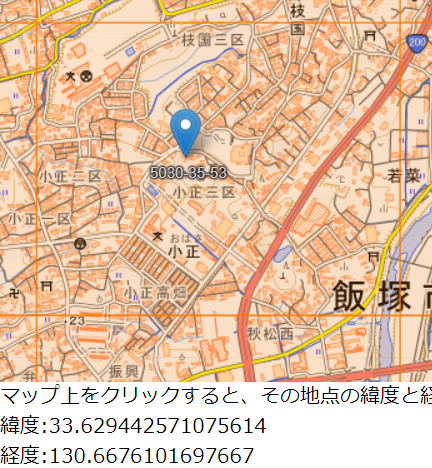 枝国
枝国三区
200
5030-35-53
小正二区
小正三区
若菜
小正一区
おばさ
小正
小正高畑
飯塚市
23
秋松西
振興
マップ上をクリックすると、その地点の緯度と経
緯度:33.629442571075614
経度:130.6676101697667